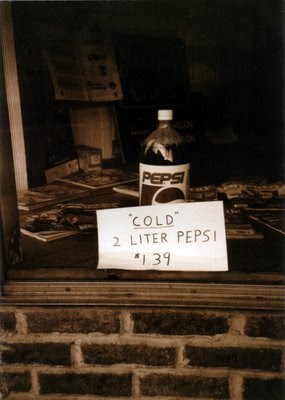 PEPSI
"COLD"
2 LITER PEPSI
$1.39